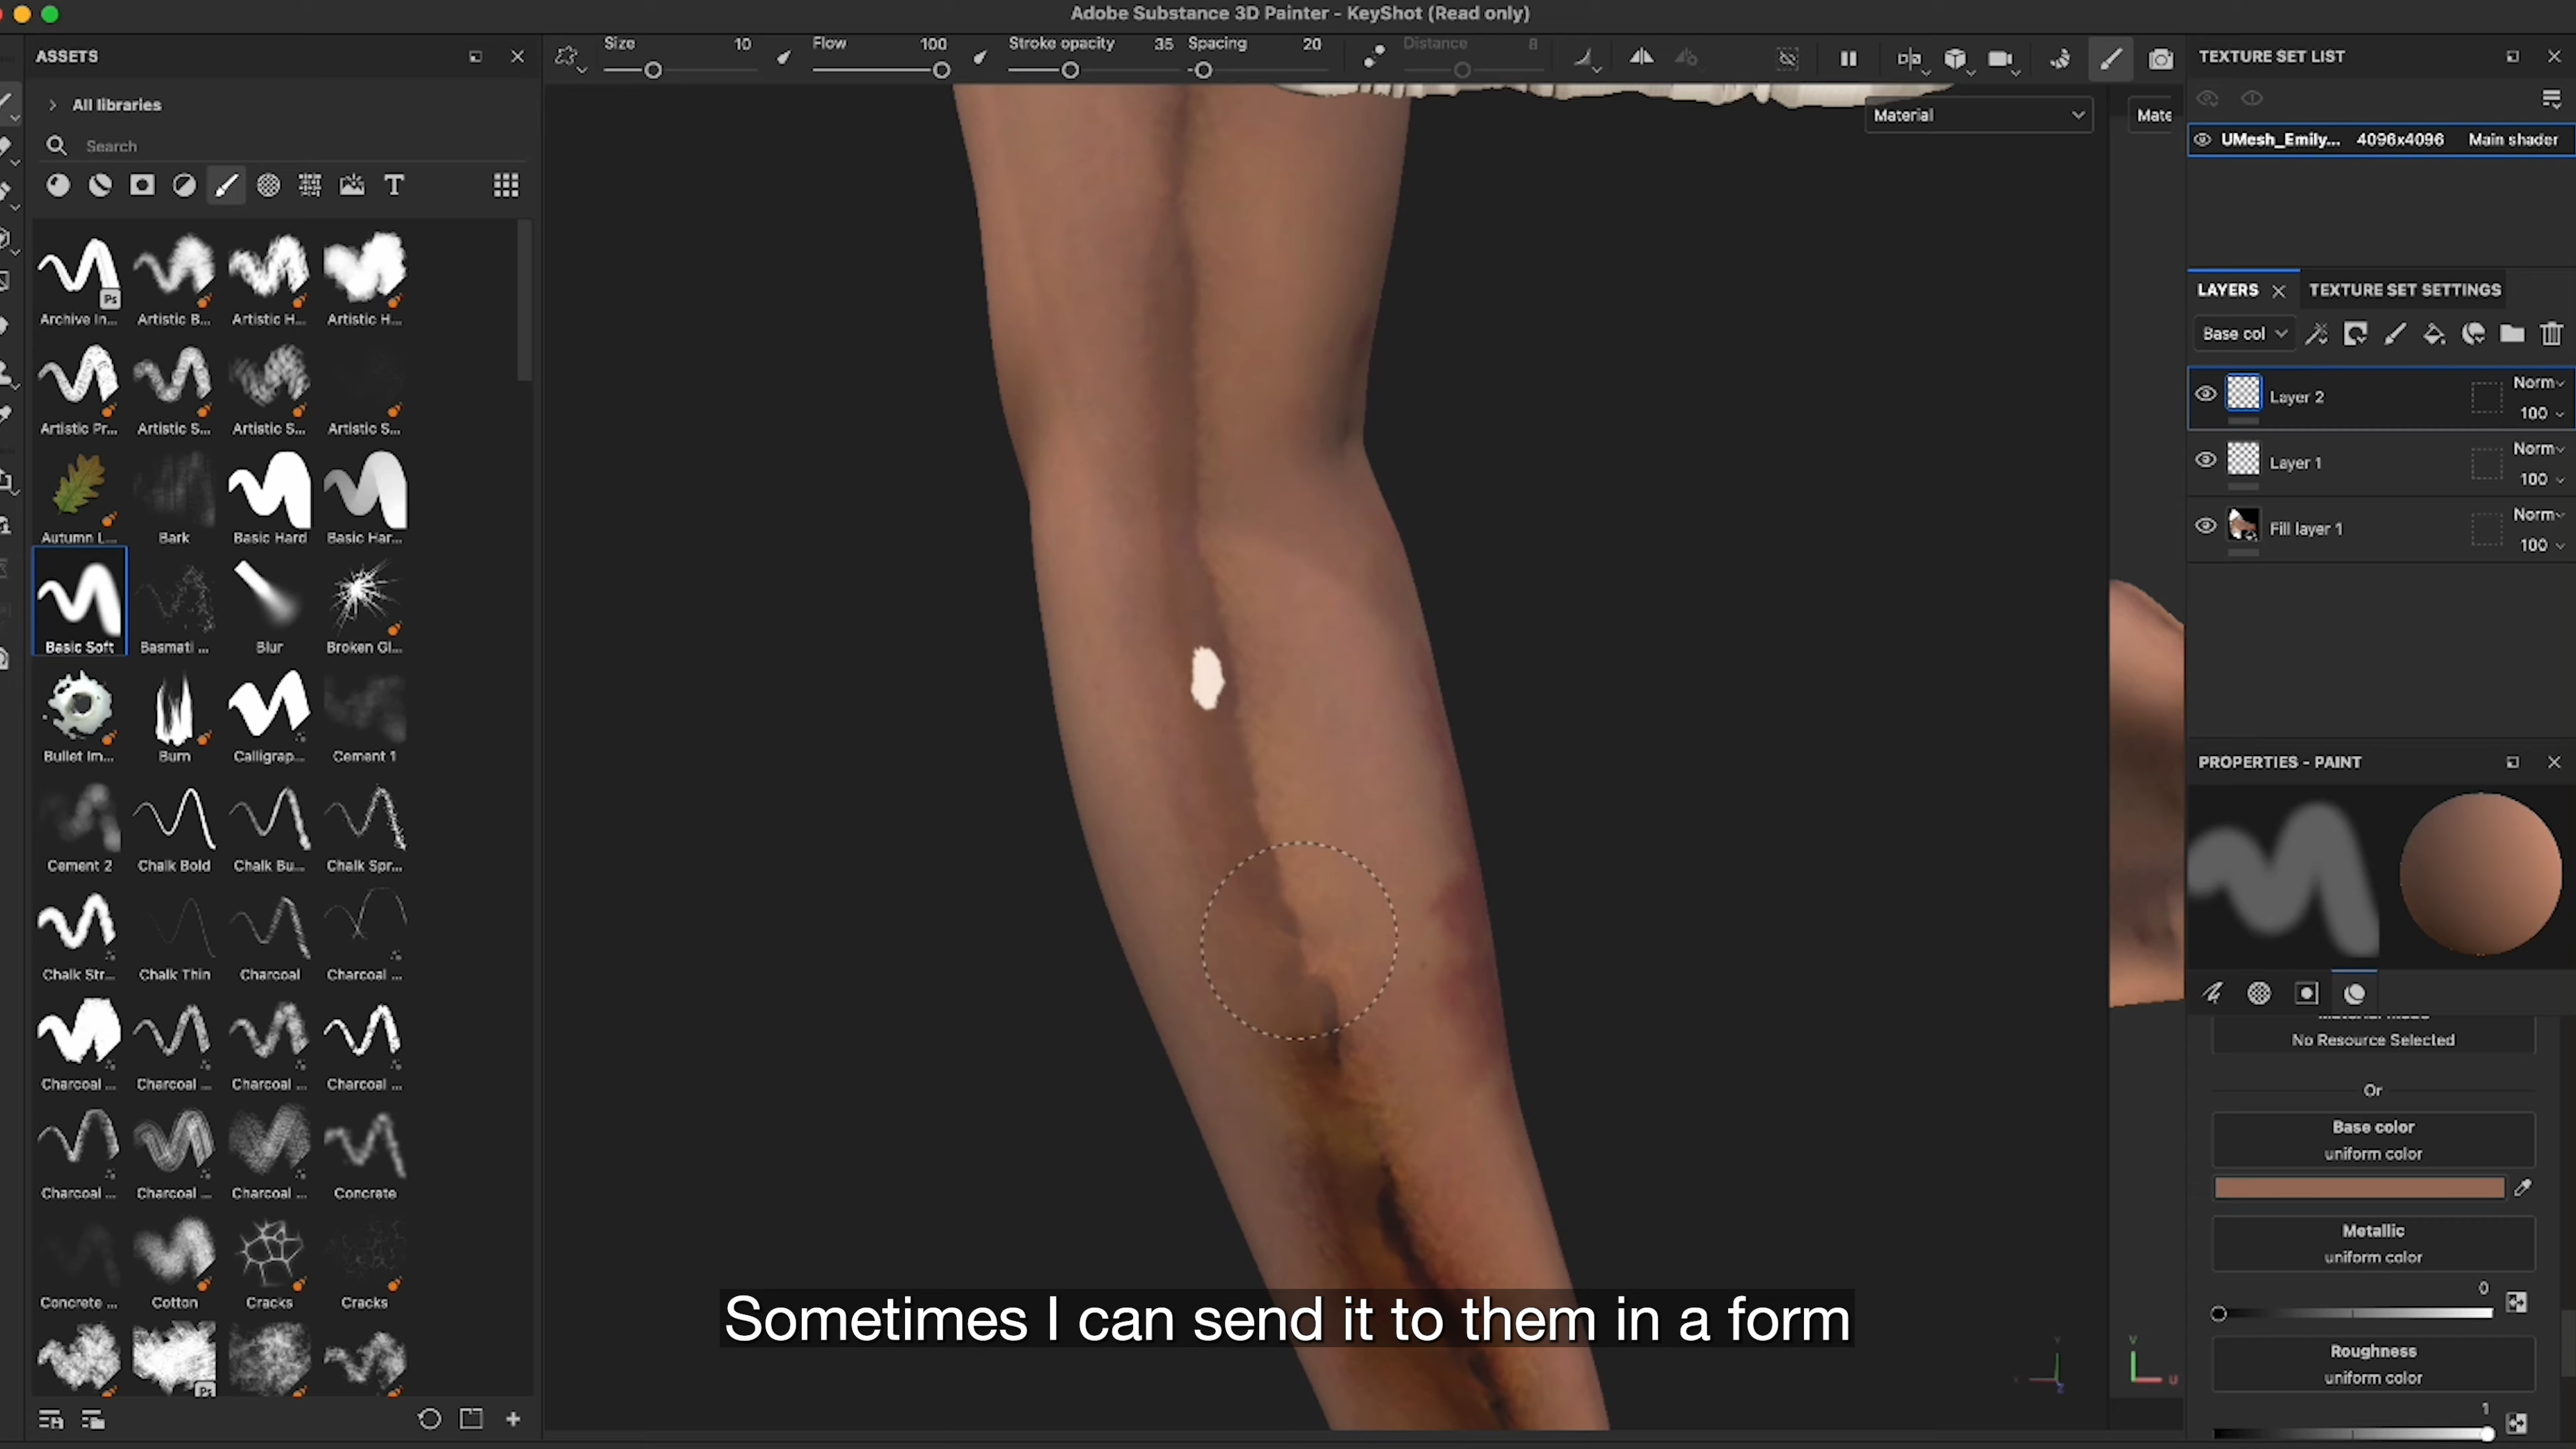 Adobe Substance 3D Painter - KeyShot (Read only)
ASSETS
All libraries
Search
Archive In...
Artistic B...
Artistic H...
Artistic H...
Artistic Pr...
Artistic S...
Artistic S...
Artistic S...
Autumn L...
Bark
Basic Hard
Basic Har...
Basic Soft
Basmati ...
Blur
Broken Gl...
Bullet Im...
Burn
Calligrap...
Cement 1
Cement 2
Chalk Bold
Chalk Bu...
Chalk Spr...
Chalk Str...
Chalk Thin
Charcoal
Charcoal ...
Charcoal ...
Charcoal ...
Charcoal ...
Charcoal ...
Charcoal ...
Charcoal ...
Charcoal ...
Concrete
Concrete ...
Cotton
Cracks
Cracks
Ps
Ps
Size 10
Flow 100
Stroke opacity 35
Spacing 20
Distance 8
Material
Mate
Sometimes I can send it to them in a form
TEXTURE SET LIST
UMesh_Emily... 4096x4096 Main shader
LAYERS
TEXTURE SET SETTINGS
Base col
Layer 2
Norm
100
Layer 1
Norm
100
Fill layer 1
Norm
100
PROPERTIES - PAINT
No Resource Selected
Or
Base color
uniform color
Metallic
uniform color
0
Roughness
uniform color
1